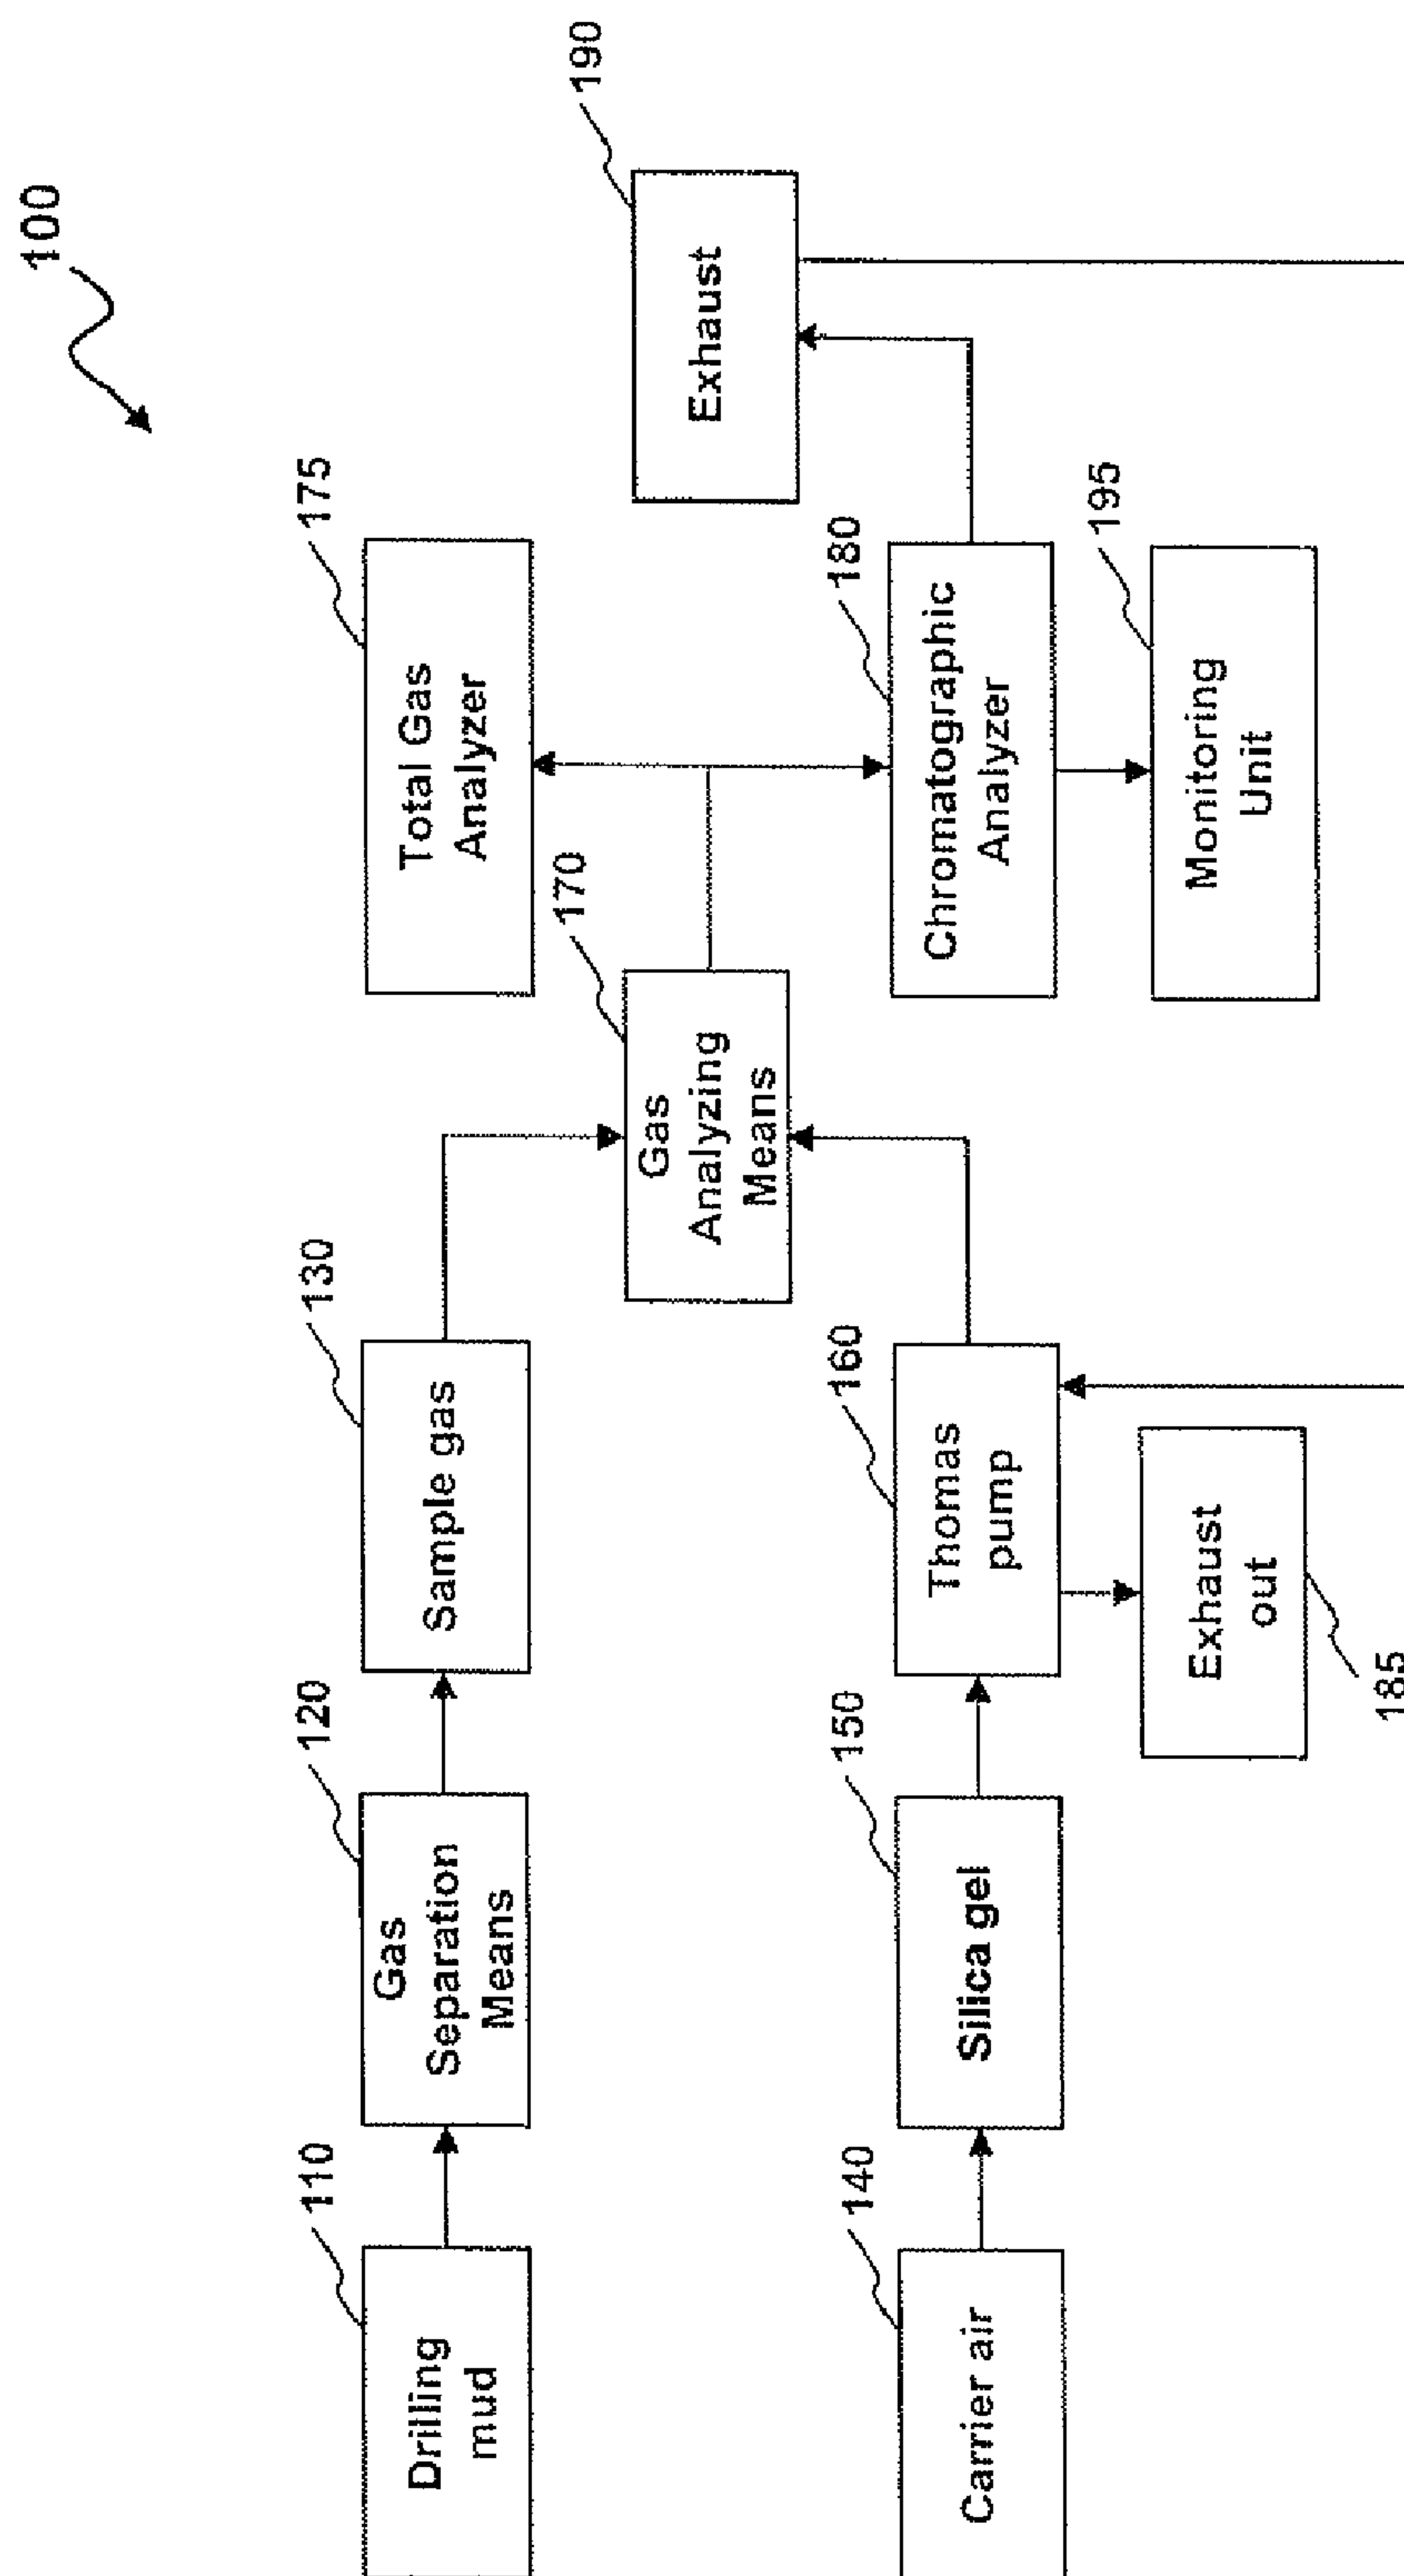 100
110
Drilling
mud
120
Gas
Separation
Means
130
Sample gas
140
Carrier air
150
Silica gel
160
Thomas
pump
170
Gas
Analyzing
Means
175
Total Gas
Analyzer
180
Chromatographic
Analyzer
185
Exhaust
out
190
Exhaust
195
Monitoring
Unit